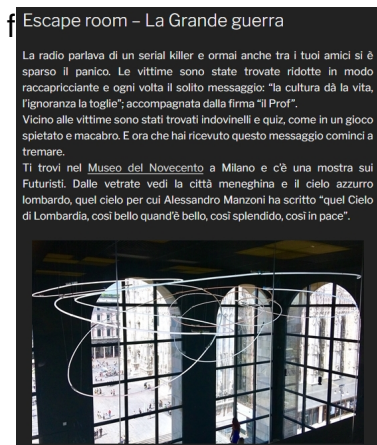 f
Escape room – La Grande guerra
La radio parlava di un serial killer e ormai anche tra i tuoi amici si è
sparso il panico. Le vittime sono state trovate ridotte in modo
raccapricciante e ogni volta il solito messaggio: “la cultura dà la vita,
l’ignoranza la toglie”; accompagnata dalla firma “il Prof”.
Vicino alle vittime sono stati trovati indovinelli e quiz, come in un gioco
spietato e macabro. E ora che hai ricevuto questo messaggio cominci a
tremare.
Ti trovi nel Museo del Novecento a Milano e c’è una mostra sui
Futuristi. Dalle vetrate vedi la città meneghina e il cielo azzurro
lombardo, quel cielo per cui Alessandro Manzoni ha scritto “quel Cielo
di Lombardia, così bello quand’è bello, così splendido, così in pace”.